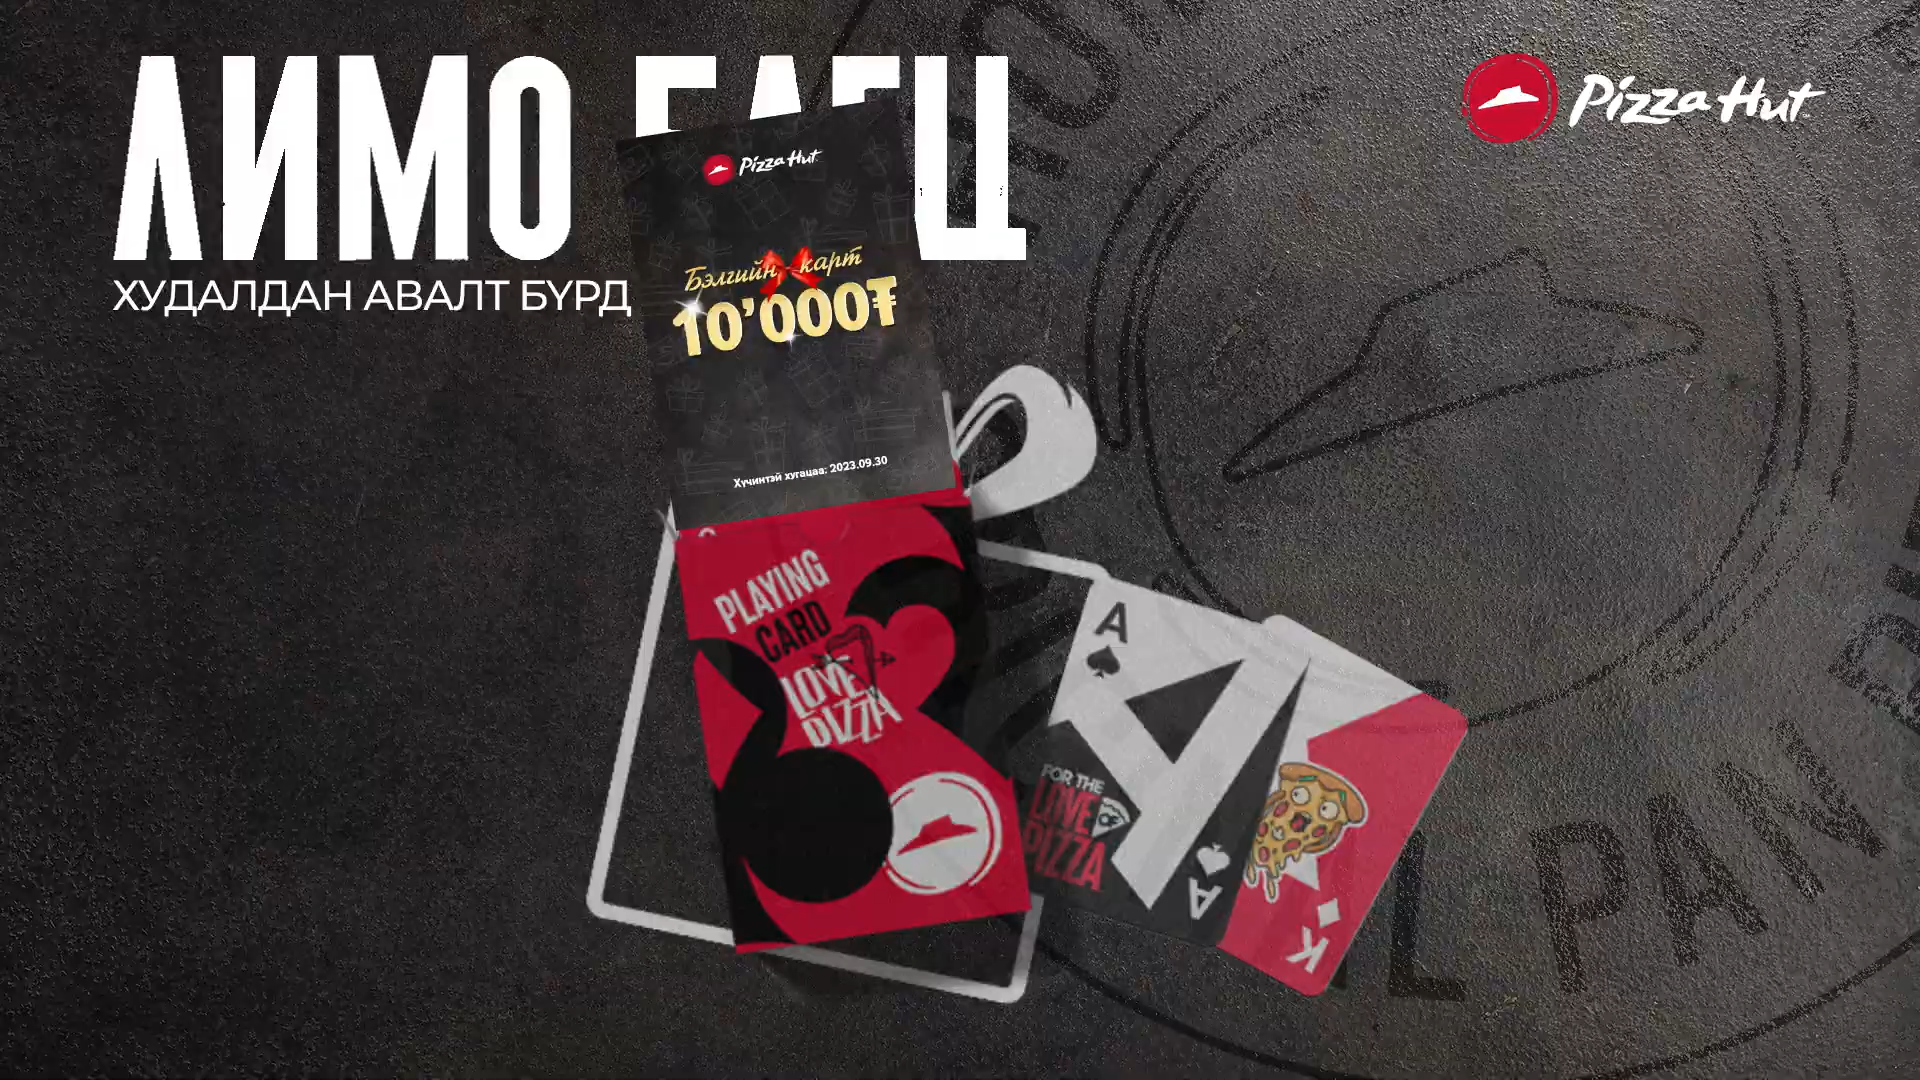 ЛИМО
ХУДАЛДАН АВАЛТ БҮРД
Pizza Hut
Pizza Hut
Бэлгийн карт
10'000₮
Хүчинтэй хугацаа: 2023.09.30
PLAYING
CARD
LOVE
PIZZA
A
FOR THE
LOVE OF
PIZZA
A
K
PAN